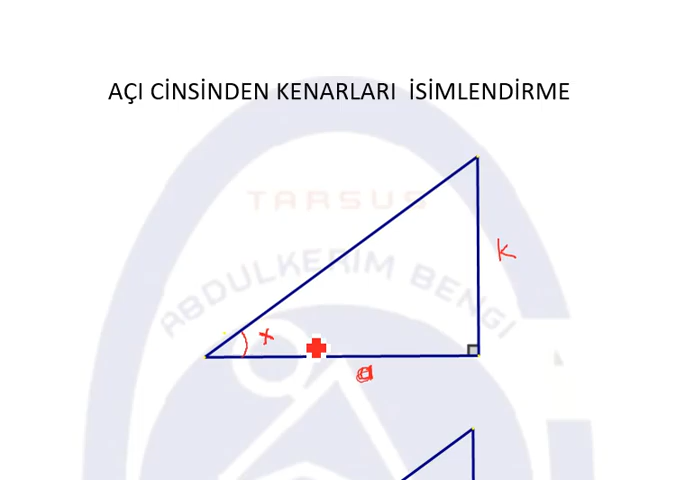 AÇI CİNSİNDEN KENARLARI İSİMLENDİRME
TARSUS
ABDULKERİM BENGİ
K
x
a